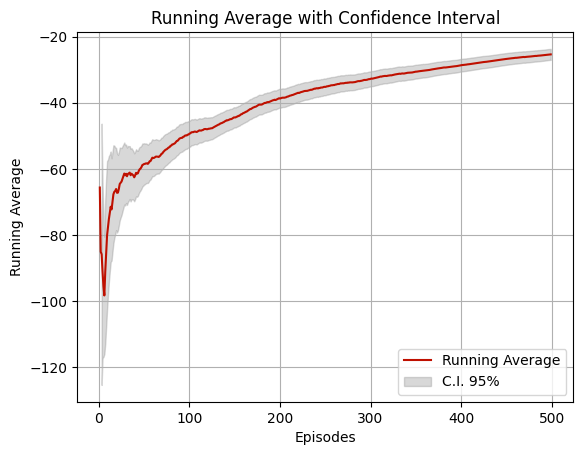 Running Average with Confidence Interval
Running Average
−20
−40
−60
−80
−100
−120
0
100
200
300
400
500
Episodes
Running Average
C.I. 95%